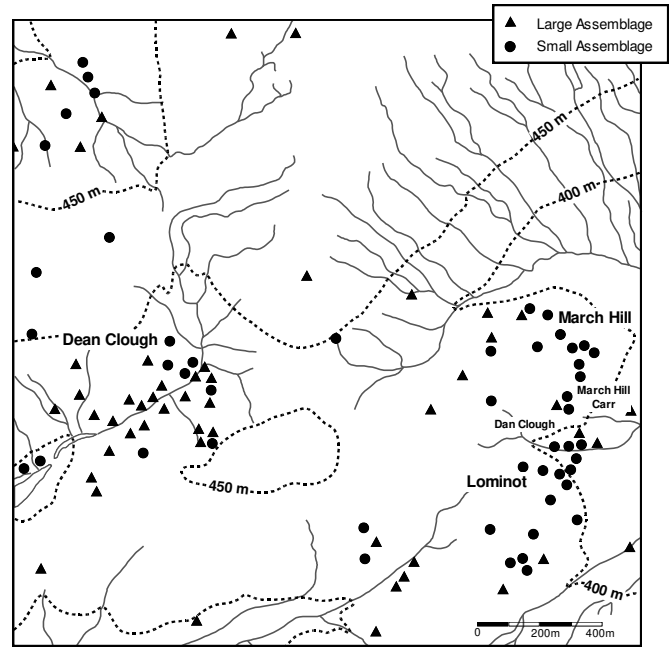 Large Assemblage
Small Assemblage
450 m
400 m
450 m
Dean Clough
March Hill
March Hill
Carr
Dan Clough
Lominot
450 m
400 m
0
200m
400m